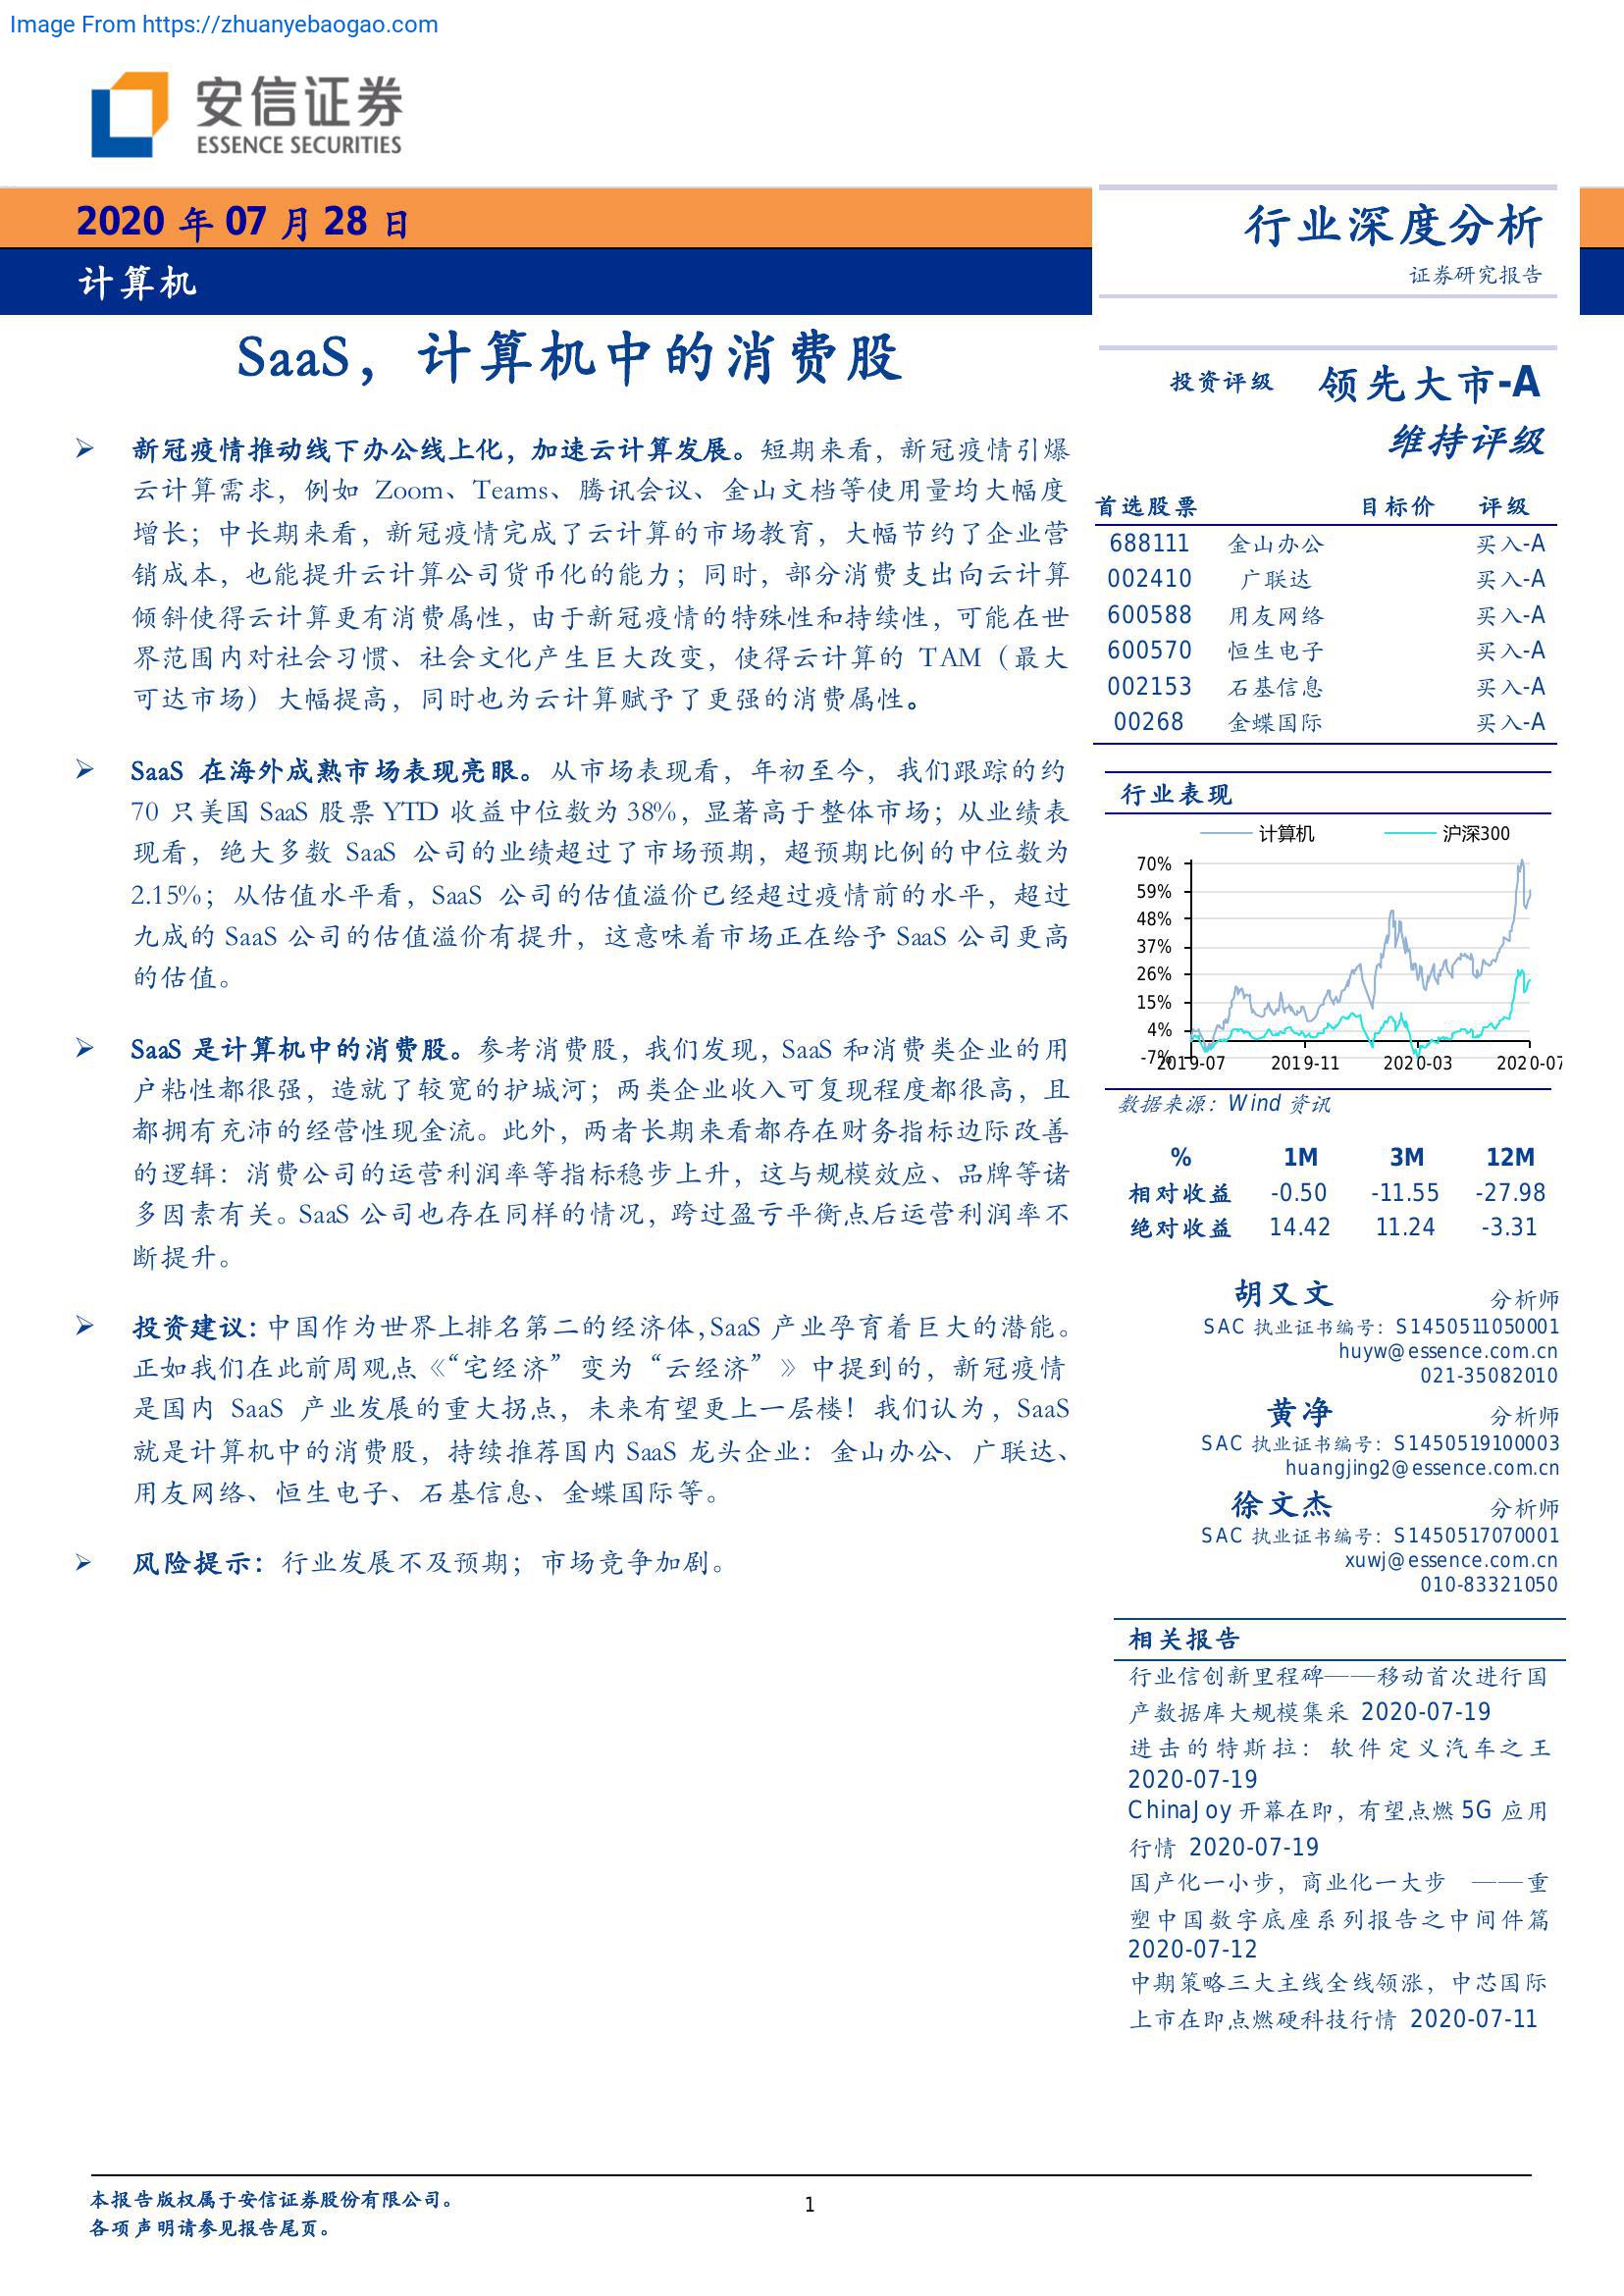 Image From https://zhuanyebaogao.com
安信证券
ESSENCE SECURITIES
2020 年 07 月 28 日
计算机
行业深度分析
证券研究报告
SaaS，计算机中的消费股
新冠疫情推动线下办公线上化，加速云计算发展。短期来看，新冠疫情引爆
云计算需求，例如 Zoom、Teams、腾讯会议、金山文档等使用量均大幅度
增长；中长期来看，新冠疫情完成了云计算的市场教育，大幅节约了企业营
销成本，也能提升云计算公司货币化的能力；同时，部分消费支出向云计算
倾斜使得云计算更有消费属性，由于新冠疫情的特殊性和持续性，可能在世
界范围内对社会习惯、社会文化产生巨大改变，使得云计算的 TAM（最大
可达市场）大幅提高，同时也为云计算赋予了更强的消费属性。
SaaS 在海外成熟市场表现亮眼。从市场表现看，年初至今，我们跟踪的约
70 只美国 SaaS 股票 YTD 收益中位数为 38%，显著高于整体市场；从业绩表
现看，绝大多数 SaaS 公司的业绩超过了市场预期，超预期比例的中位数为
2.15%；从估值水平看，SaaS 公司的估值溢价已经超过疫情前的水平，超过
九成的 SaaS 公司的估值溢价有提升，这意味着市场正在给予 SaaS 公司更高
的估值。
SaaS 是计算机中的消费股。参考消费股，我们发现，SaaS 和消费类企业的用
户粘性都很强，造就了较宽的护城河；两类企业收入可复现程度都很高，且
都拥有充沛的经营性现金流。此外，两者长期来看都存在财务指标边际改善
的逻辑：消费公司的运营利润率等指标稳步上升，这与规模效应、品牌等诸
多因素有关。SaaS 公司也存在同样的情况，跨过盈亏平衡点后运营利润率不
断提升。
投资建议：中国作为世界上排名第二的经济体，SaaS 产业孕育着巨大的潜能。
正如我们在此前周观点《“宅经济”变为“云经济”》中提到的，新冠疫情
是国内 SaaS 产业发展的重大拐点，未来有望更上一层楼！我们认为，SaaS
就是计算机中的消费股，持续推荐国内 SaaS 龙头企业：金山办公、广联达、
用友网络、恒生电子、石基信息、金蝶国际等。
风险提示：行业发展不及预期；市场竞争加剧。
投资评级 领先大市-A
维持评级
首选股票 目标价 评级
688111 金山办公 买入-A
002410 广联达 买入-A
600588 用友网络 买入-A
600570 恒生电子 买入-A
002153 石基信息 买入-A
00268 金蝶国际 买入-A
行业表现
计算机 沪深300
70%
59%
48%
37%
26%
15%
4%
-7%
2019-07 2019-11 2020-03 2020-07
数据来源：Wind 资讯
% 1M 3M 12M
相对收益 -0.50 -11.55 -27.98
绝对收益 14.42 11.24 -3.31
胡又文 分析师
SAC 执业证书编号：S1450511050001
huyw@essence.com.cn
021-35082010
黄净 分析师
SAC 执业证书编号：S1450519100003
huangjing2@essence.com.cn
徐文杰 分析师
SAC 执业证书编号：S1450517070001
xuwj@essence.com.cn
010-83321050
相关报告
行业信创新里程碑——移动首次进行国
产数据库大规模集采 2020-07-19
进击的特斯拉：软件定义汽车之王
2020-07-19
ChinaJoy 开幕在即，有望点燃 5G 应用
行情 2020-07-19
国产化一小步，商业化一大步 ——重
塑中国数字底座系列报告之中间件篇
2020-07-12
中期策略三大主线全线领涨，中芯国际
上市在即点燃硬科技行情 2020-07-11
本报告版权属于安信证券股份有限公司。
各项声明请参见报告尾页。
1